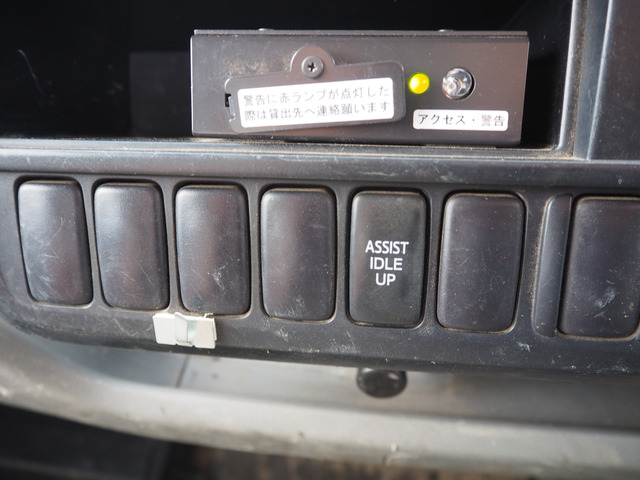 警告に赤ランプが点灯した
際は貸出先へ連絡願います
アクセス・警告
ASSIST
IDLE
UP